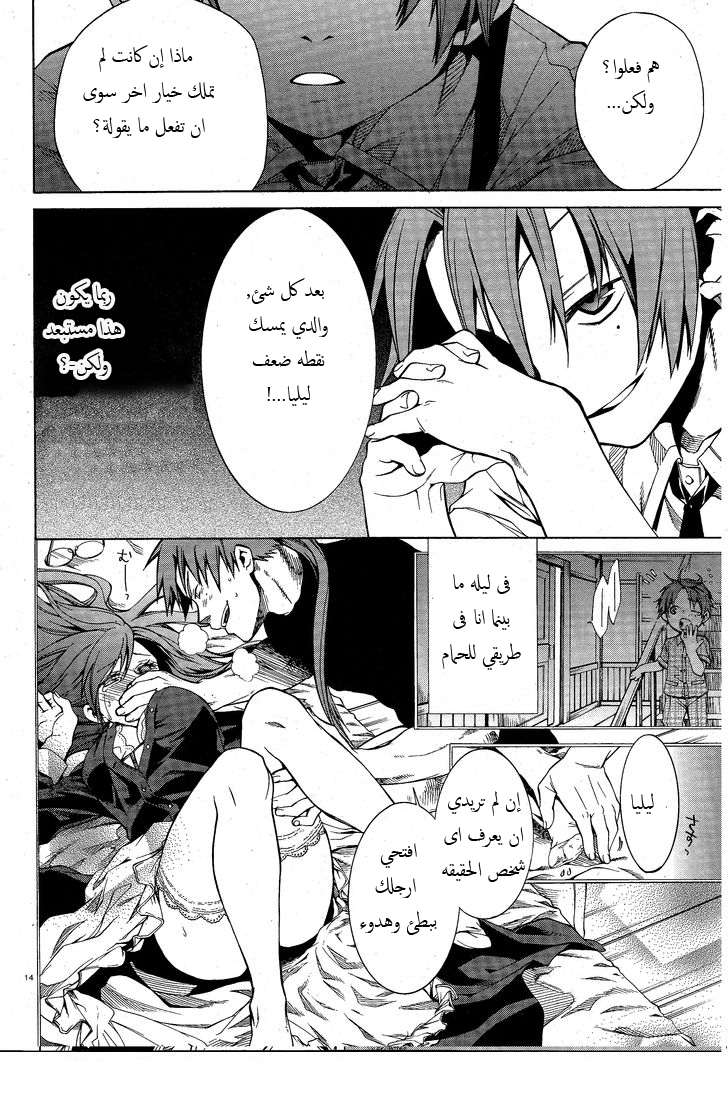 هم فعلوا؟
ولكن...
ماذا إن كانت لم
تملك خيار اخر سوى
ان تفعل ما يقولة؟
بعد كل شئ,
والدي يمسك
نقطه ضعف
ليليا...!
ربما يكون
هذا مستبعد
ولكن-؟
فى ليله ما
بينما انا فى
طريقي للحمام
ليليا
إن لم تريدي
ان يعرف اى
شخص الحقيقه
افتحي
ارجلك
ببطئ وهدوء
14